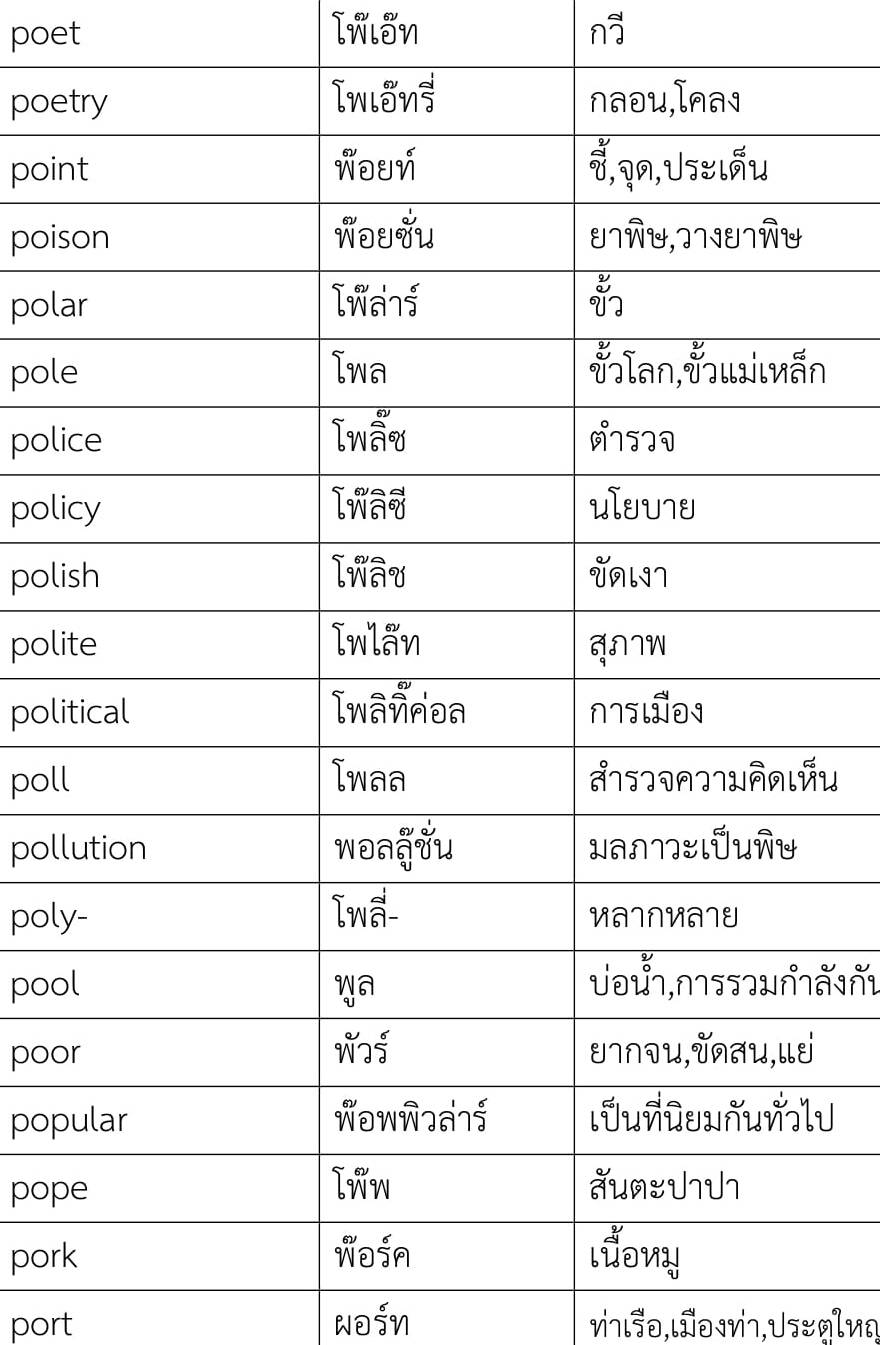 poet โพ๊เอ๊ท กวี
poetry โพเอ๊ทรี่ กลอน,โคลง
point พ๊อยท์ ชี้,จุด,ประเด็น
poison พ๊อยซั่น ยาพิษ,วางยาพิษ
polar โพ๊ล่าร์ ขั้ว
pole โพล ขั้วโลก,ขั้วแม่เหล็ก
police โพลิ๊ซ ตำรวจ
policy โพ๊ลิซี นโยบาย
polish โพ๊ลิช ขัดเงา
polite โพไล๊ท สุภาพ
political โพลิทิ๊ค่อล การเมือง
poll โพลล สำรวจความคิดเห็น
pollution พอลลู๊ชั่น มลภาวะเป็นพิษ
poly- โพลี่- หลากหลาย
pool พูล บ่อน้ำ,การรวมกำลังกัน
poor พัวร์ ยากจน,ขัดสน,แย่
popular พ๊อพพิวล่าร์ เป็นที่นิยมกันทั่วไป
pope โพ๊พ สันตะปาปา
pork พ๊อร์ค เนื้อหมู
port ผอร์ท ท่าเรือ,เมืองท่า,ประตูใหญ